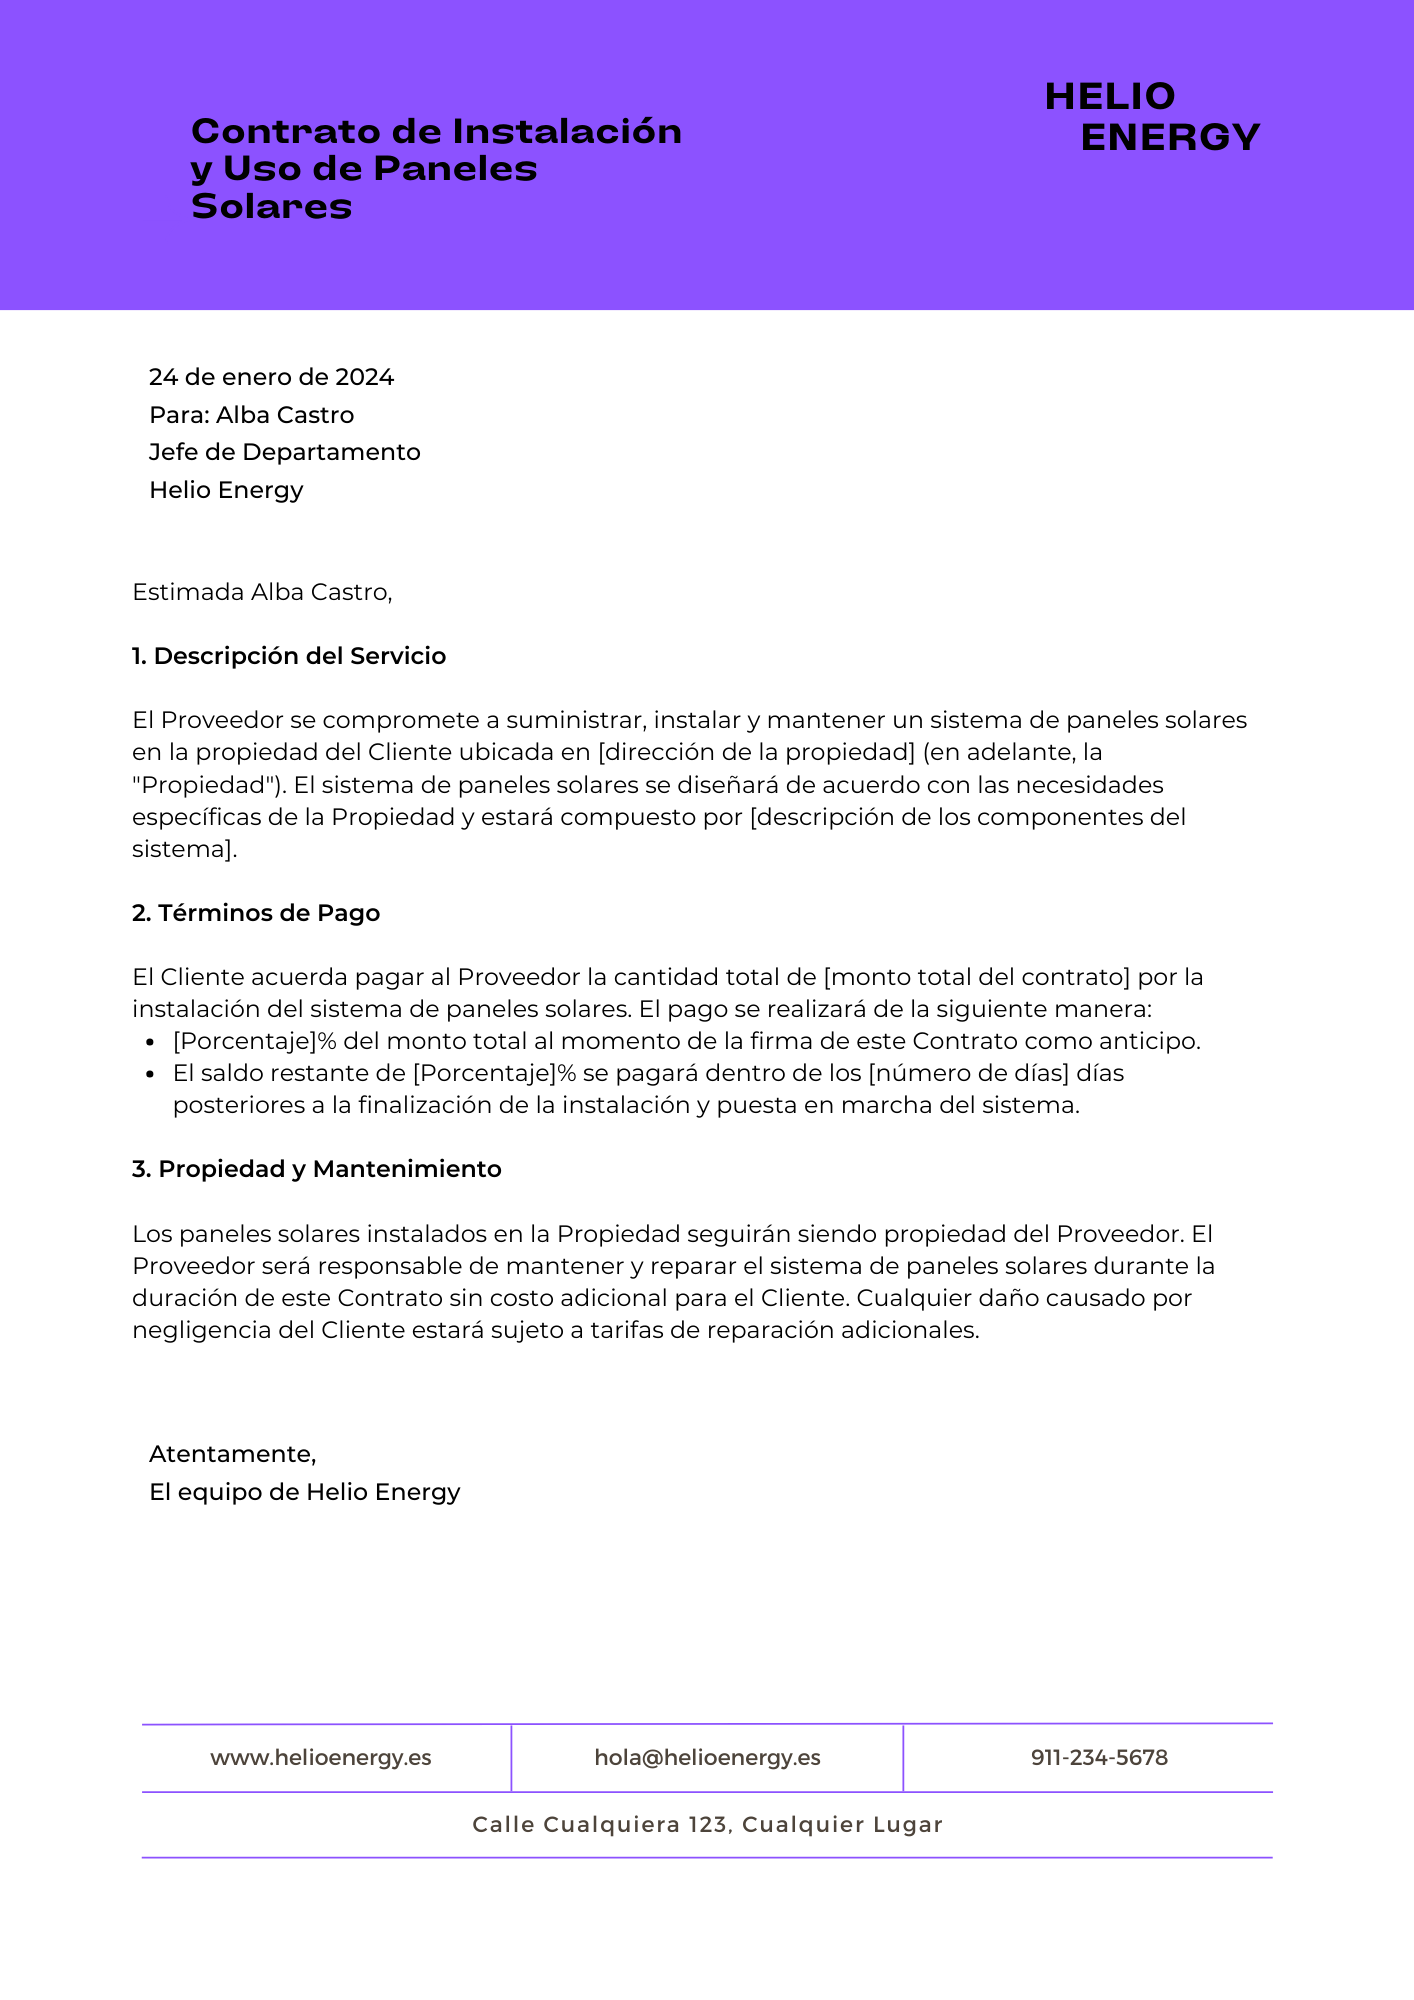 Contrato de Instalación
y Uso de Paneles
Solares
HELIO
ENERGY
24 de enero de 2024
Para: Alba Castro
Jefe de Departamento
Helio Energy
Estimada Alba Castro,
1. Descripción del Servicio
El Proveedor se compromete a suministrar, instalar y mantener un sistema de paneles solares
en la propiedad del Cliente ubicada en [dirección de la propiedad] (en adelante, la
"Propiedad"). El sistema de paneles solares se diseñará de acuerdo con las necesidades
específicas de la Propiedad y estará compuesto por [descripción de los componentes del
sistema].
2. Términos de Pago
El Cliente acuerda pagar al Proveedor la cantidad total de [monto total del contrato] por la
instalación del sistema de paneles solares. El pago se realizará de la siguiente manera:
• [Porcentaje]% del monto total al momento de la firma de este Contrato como anticipo.
• El saldo restante de [Porcentaje]% se pagará dentro de los [número de días] días
posteriores a la finalización de la instalación y puesta en marcha del sistema.
3. Propiedad y Mantenimiento
Los paneles solares instalados en la Propiedad seguirán siendo propiedad del Proveedor. El
Proveedor será responsable de mantener y reparar el sistema de paneles solares durante la
duración de este Contrato sin costo adicional para el Cliente. Cualquier daño causado por
negligencia del Cliente estará sujeto a tarifas de reparación adicionales.
Atentamente,
El equipo de Helio Energy
www.helioenergy.es
hola@helioenergy.es
911-234-5678
Calle Cualquiera 123, Cualquier Lugar